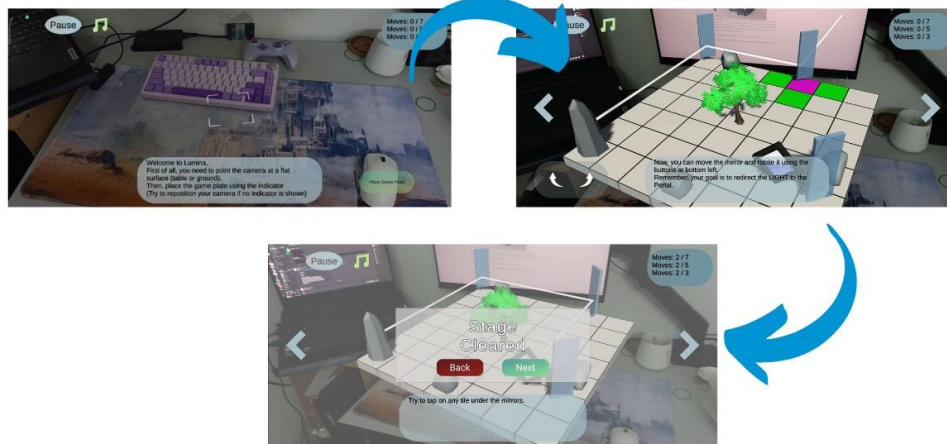 Pause
Moves: 0 / 7
Moves: 0 / 5
Welcome to Lumina,
First of all, you need to point the camera at a flat
surface (table or ground).
Then, place the game plate using the indicator
(Try to reposition your camera if no indicator is shown)
Place Game Plate
Moves: 0 / 7
Moves: 0 / 5
Moves: 0 / 3
Now, you can move the mirror and rotate it using the
buttons at bottom left.
Remember, your goal is to redirect the LIGHT to the
Portal.
Pause
Moves: 2 / 7
Moves: 2 / 5
Moves: 2 / 3
Stage
Cleared
Back
Next
Try to tap on any tile under the mirrors.